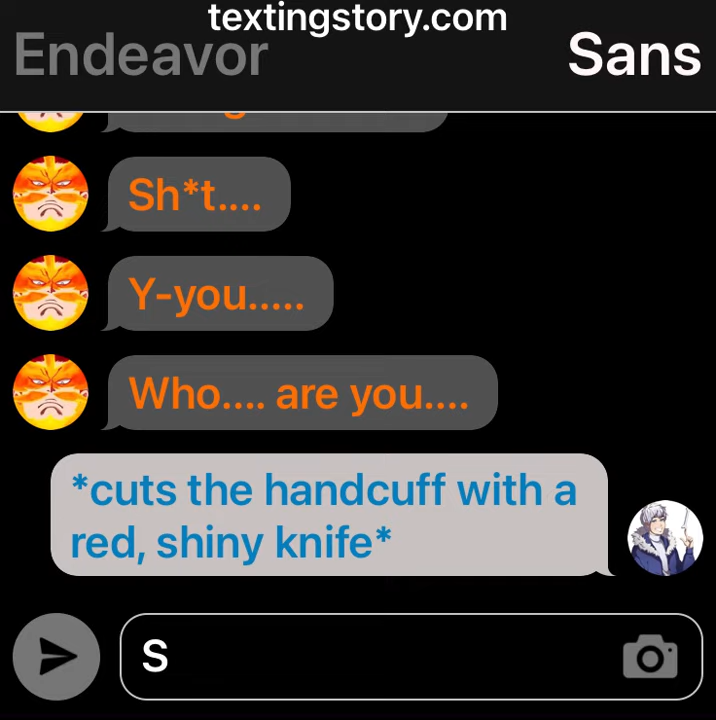 textingstory.com
Endeavor
Sans
Sh*t....
Y-you.....
Who.... are you....
*cuts the handcuff with a
red, shiny knife*
S